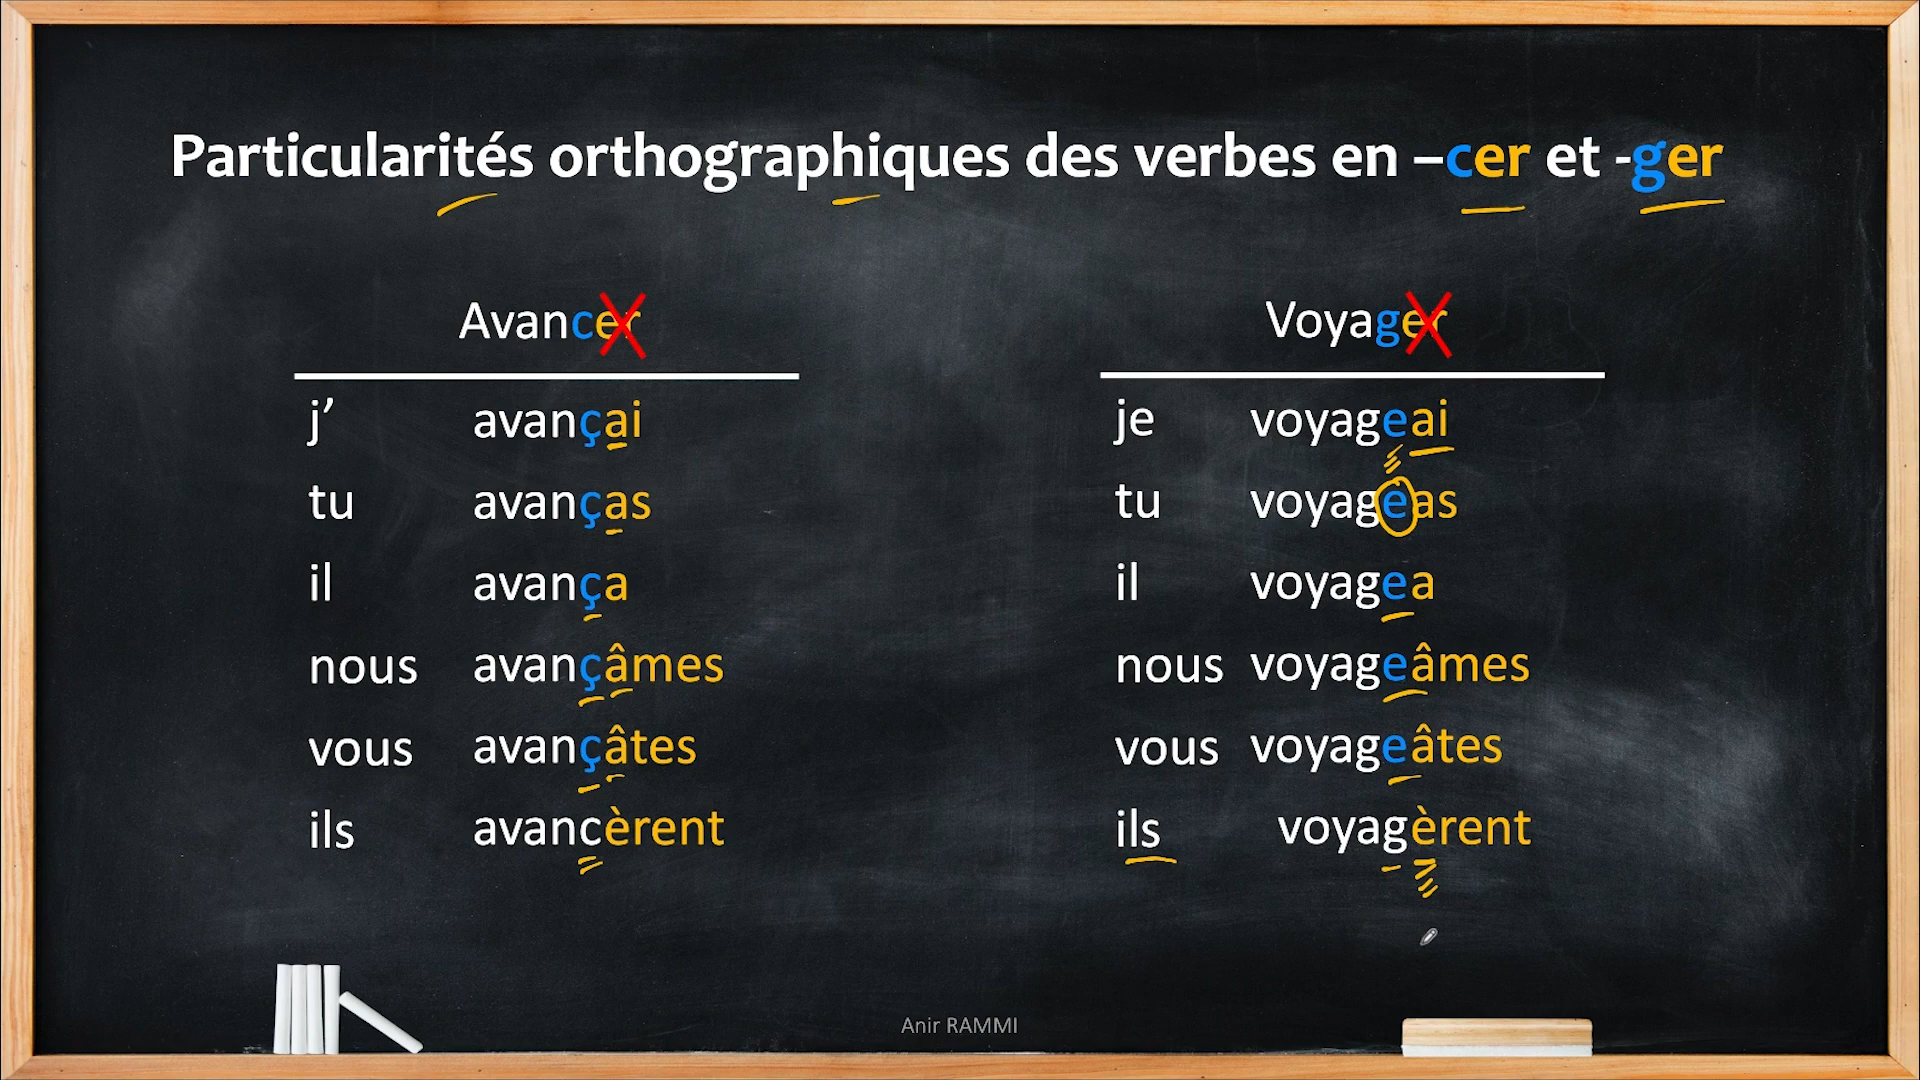 Particularités orthographiques des verbes en –cer et -ger
Avancer
j’ avançai
tu avanças
il avança
nous avançâmes
vous avançâtes
ils avancèrent
Voyager
je voyageai
tu voyageas
il voyagea
nous voyageâmes
vous voyageâtes
ils voyagèrent
Anir RAMMI